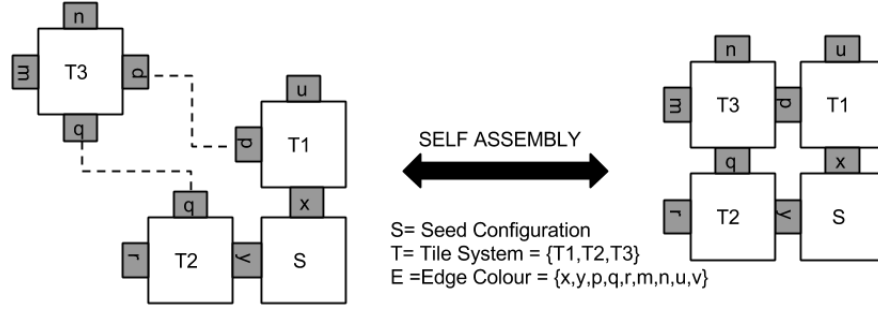 n
m T3 p
q
u
p T1
x
q
r T2 y S
SELF ASSEMBLY
S= Seed Configuration
T= Tile System = {T1,T2,T3}
E =Edge Colour = {x,y,p,q,r,m,n,u,v}
n u
m T3 p T1
q x
r T2 y S